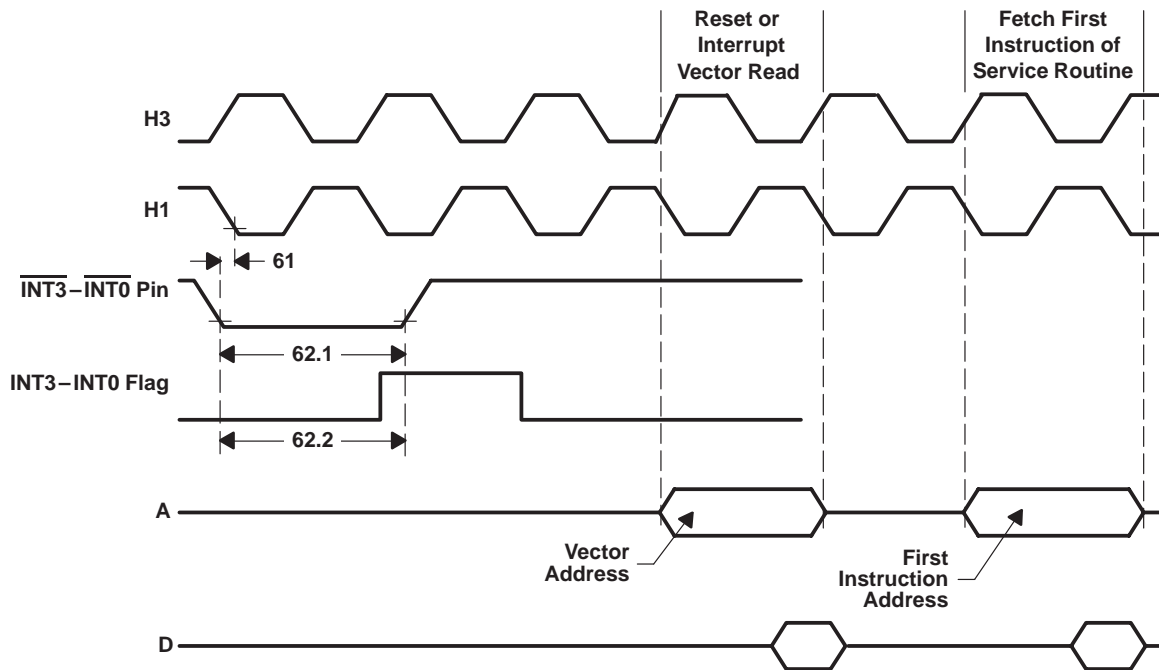 Reset or
Interrupt
Vector Read
Fetch First
Instruction of
Service Routine
H3
H1
61
INT3–INT0 Pin
62.1
INT3–INT0 Flag
62.2
A
Vector
Address
First
Instruction
Address
D